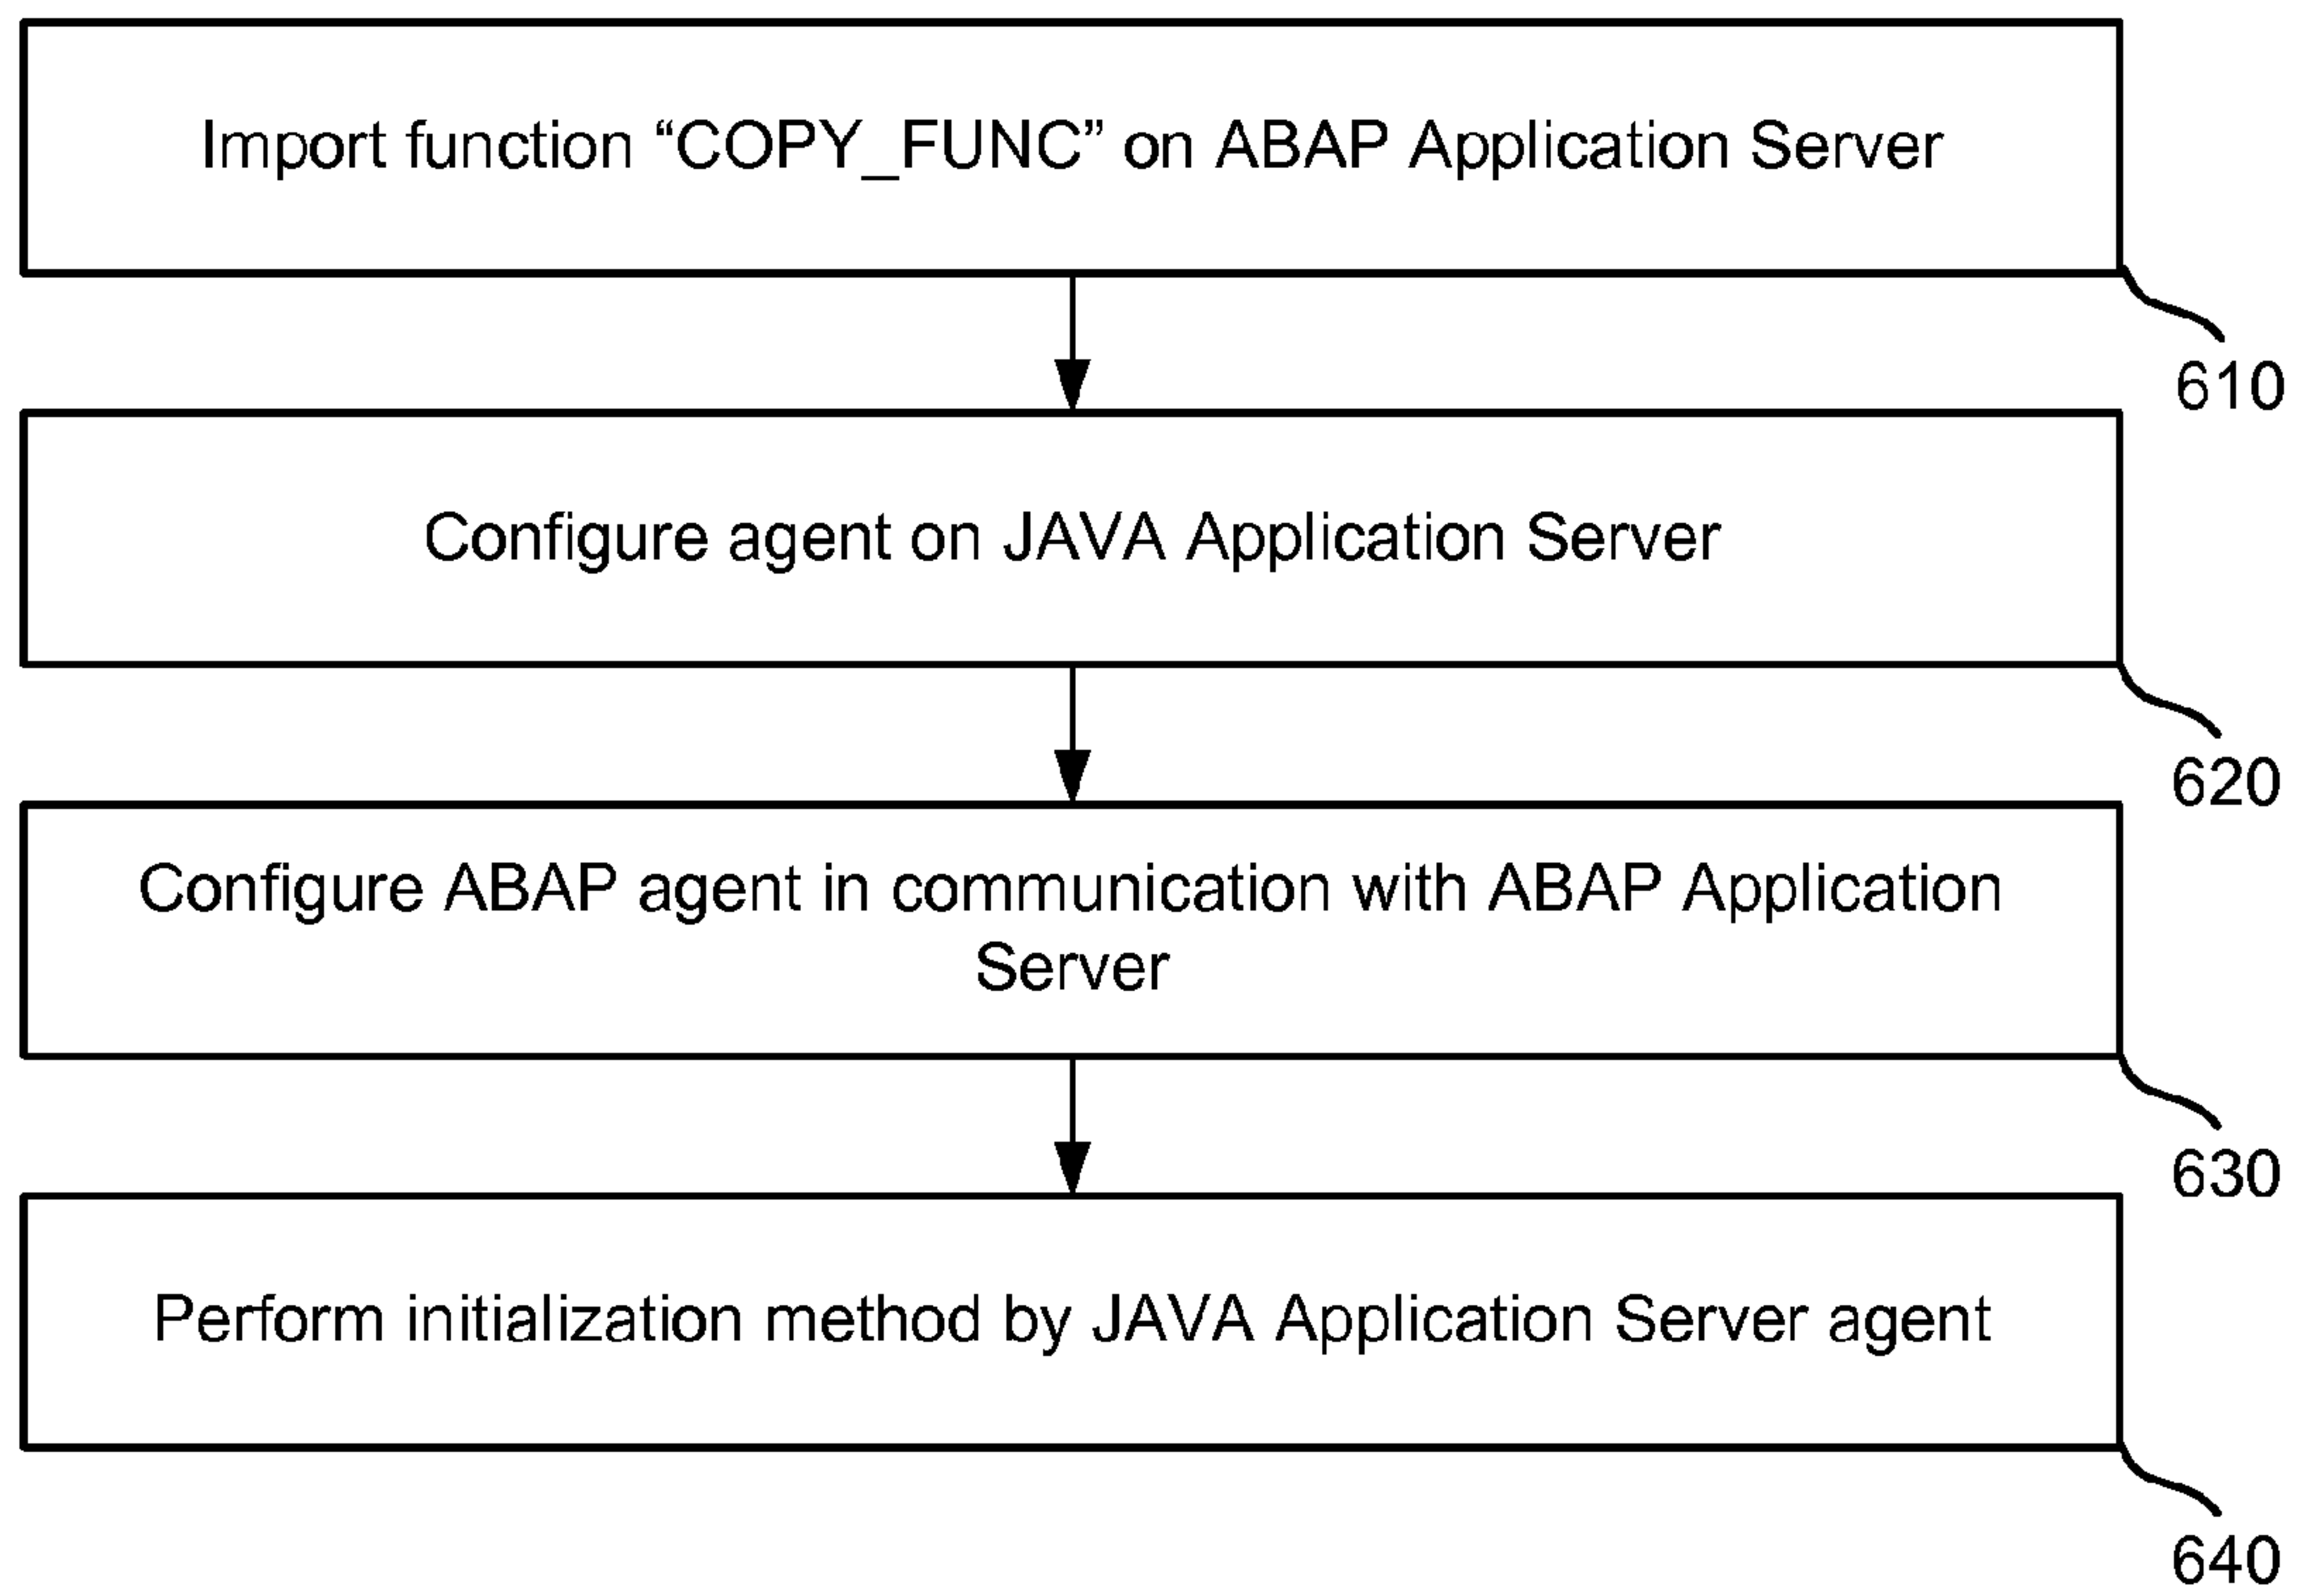 Import function “COPY_FUNC” on ABAP Application Server
610
Configure agent on JAVA Application Server
620
Configure ABAP agent in communication with ABAP Application
Server
630
Perform initialization method by JAVA Application Server agent
640